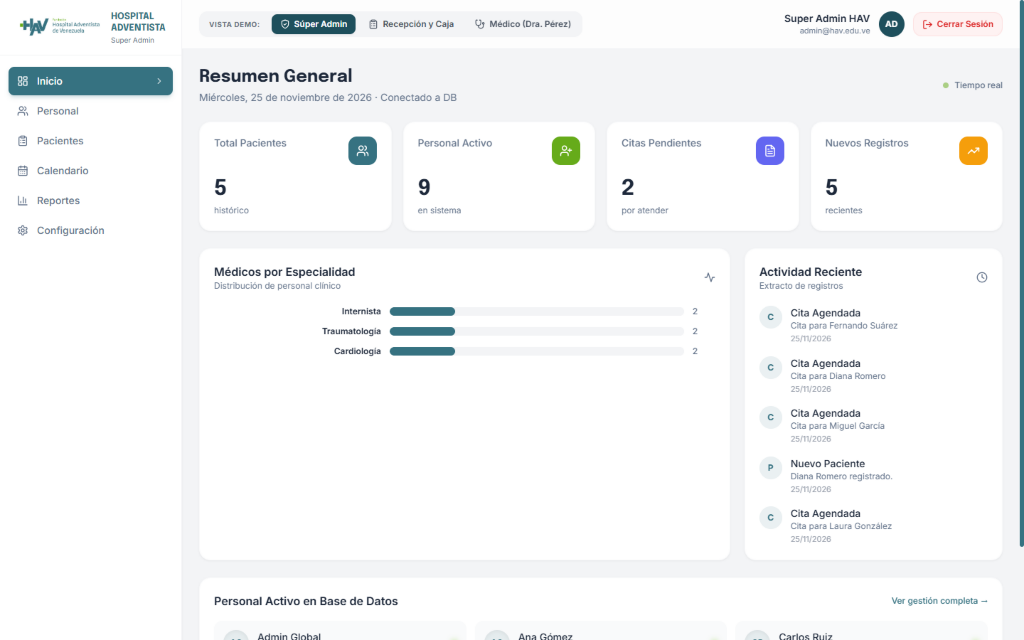 HAV
Hospital Adventista
de Venezuela
HOSPITAL
ADVENTISTA
Super Admin
VISTA DEMO:
Súper Admin
Recepción y Caja
Médico (Dra. Pérez)
Super Admin HAV
admin@hav.edu.ve
AD
Cerrar Sesión
Inicio
Personal
Pacientes
Calendario
Reportes
Configuración
Resumen General
Miércoles, 25 de noviembre de 2026 · Conectado a DB
Tiempo real
Total Pacientes
5
histórico
Personal Activo
9
en sistema
Citas Pendientes
2
por atender
Nuevos Registros
5
recientes
Médicos por Especialidad
Distribución de personal clínico
Internista 2
Traumatología 2
Cardiología 2
Actividad Reciente
Extracto de registros
C
Cita Agendada
Cita para Fernando Suárez
25/11/2026
C
Cita Agendada
Cita para Diana Romero
25/11/2026
C
Cita Agendada
Cita para Miguel García
25/11/2026
P
Nuevo Paciente
Diana Romero registrado.
25/11/2026
C
Cita Agendada
Cita para Laura González
25/11/2026
Personal Activo en Base de Datos
Ver gestión completa →
Admin Global
Ana Gómez
Carlos Ruiz